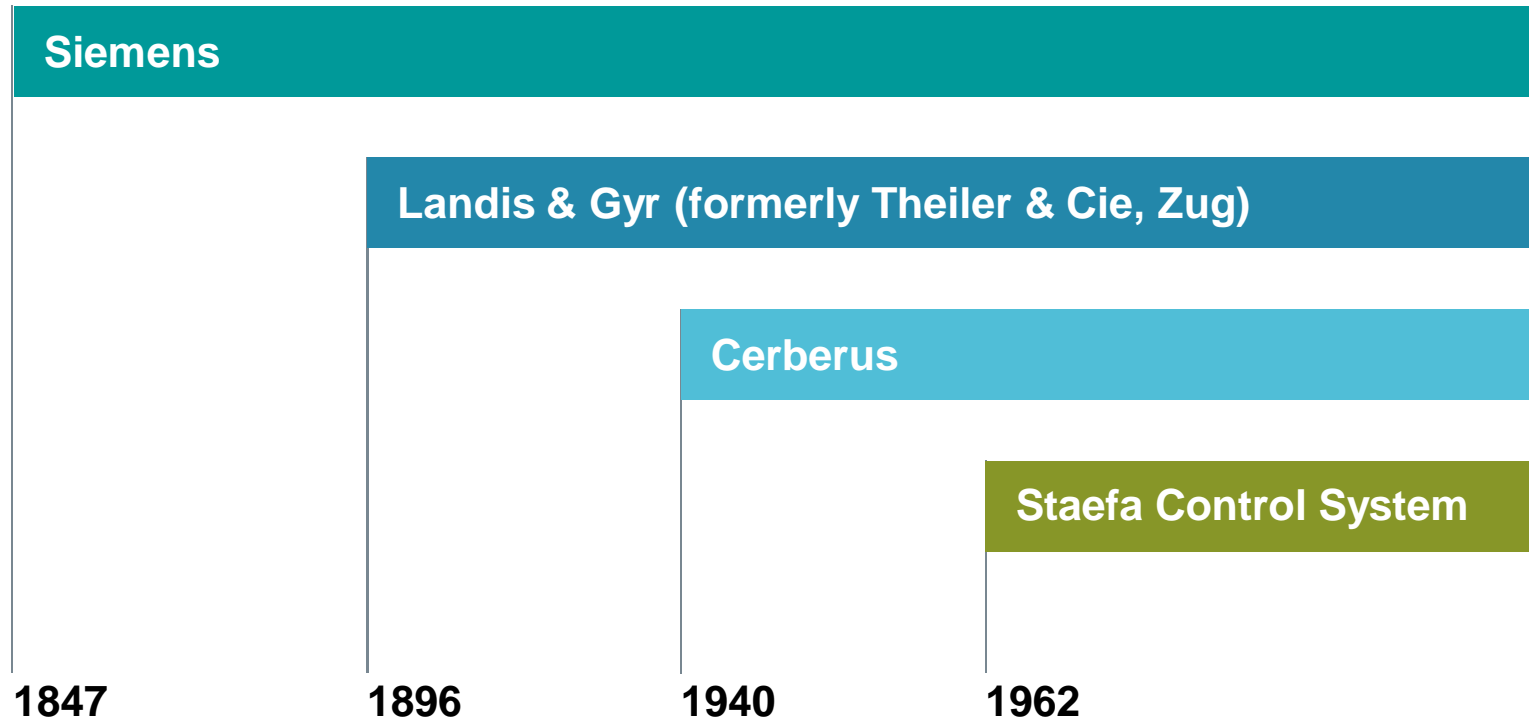 Siemens
Landis & Gyr (formerly Theiler & Cie, Zug)
Cerberus
Staefa Control System
1847 1896 1940 1962